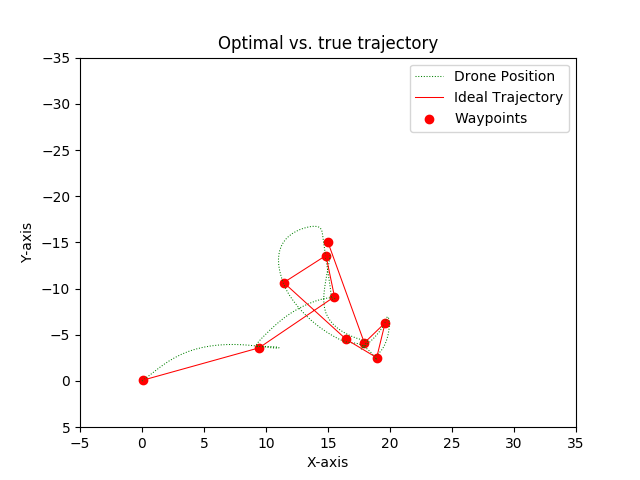 Optimal vs. true trajectory
Drone Position
Ideal Trajectory
Waypoints
Y-axis
−35
−30
−25
−20
−15
−10
−5
0
5
−5 0 5 10 15 20 25 30 35
X-axis